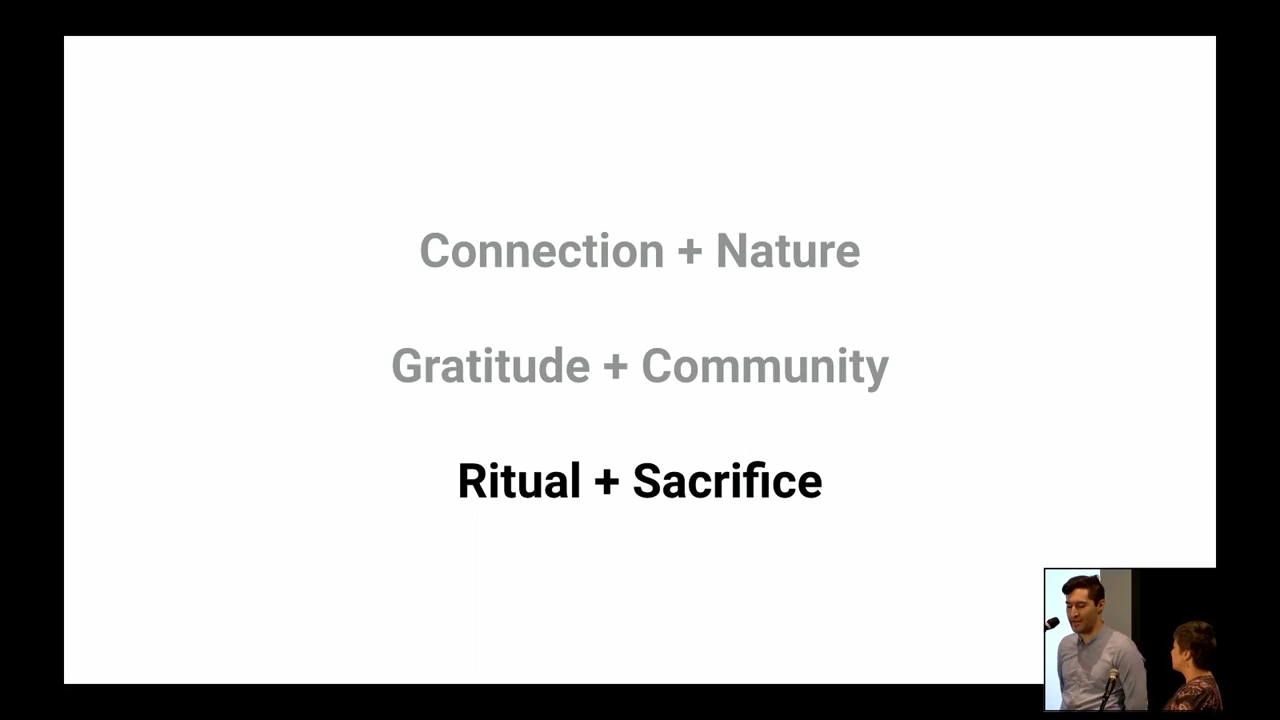 Connection + Nature
Gratitude + Community
Ritual + Sacrifice